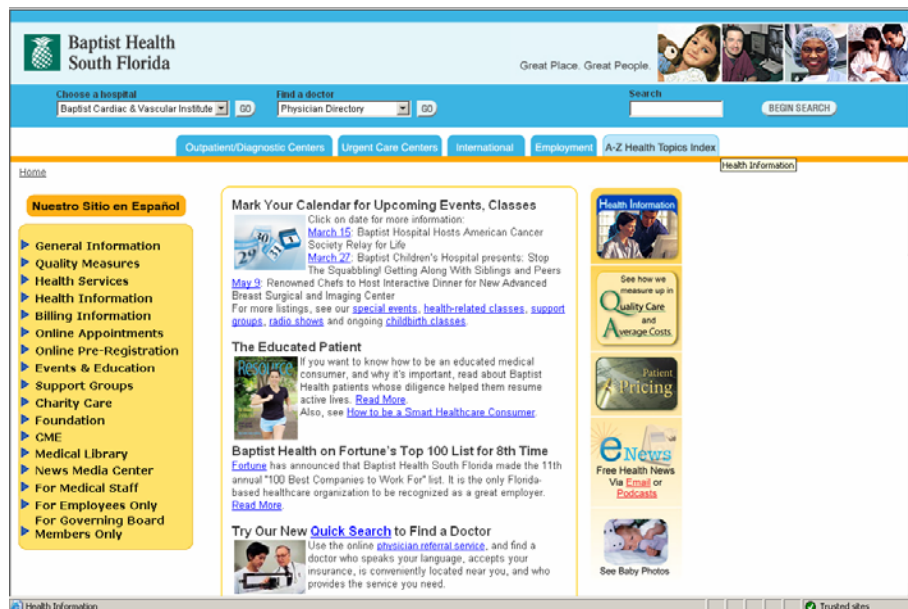 Baptist Health
South Florida
Great Place. Great People.
Choose a hospital
Find a doctor
Search
Baptist Cardiac & Vascular Institute
GO
Physician Directory
GO
BEGIN SEARCH
Outpatient/Diagnostic Centers
Urgent Care Centers
International
Employment
A-Z Health Topics Index
Health Information
Home
Nuestro Sitio en Español
General Information
Quality Measures
Health Services
Health Information
Billing Information
Online Appointments
Online Pre-Registration
Events & Education
Support Groups
Charity Care
Foundation
CME
Medical Library
News Media Center
For Medical Staff
For Employees Only
For Governing Board
Members Only
Mark Your Calendar for Upcoming Events, Classes
Click on date for more information:
March 15: Baptist Hospital Hosts American Cancer
Society Relay for Life
March 27: Baptist Children's Hospital presents: Stop
The Squabbling! Getting Along With Siblings and Peers
May 9: Renowned Chefs to Host Interactive Dinner for New Advanced
Breast Surgical and Imaging Center
For more listings, see our special events, health-related classes, support
groups, radio shows and ongoing childbirth classes.
The Educated Patient
Resource
If you want to know how to be an educated medical
consumer, and why it's important, read about Baptist
Health patients whose diligence helped them resume
active lives. Read More.
Also, see How to be a Smart Healthcare Consumer.
Baptist Health on Fortune's Top 100 List for 8th Time
Fortune has announced that Baptist Health South Florida made the 11th
annual "100 Best Companies to Work For" list. It is the only Florida-
based healthcare organization to be recognized as a great employer.
Read More.
Try Our New Quick Search to Find a Doctor
Use the online physician referral service, and find a
doctor who speaks your language, accepts your
insurance, is conveniently located near you, and who
provides the service you need.
Health Information
See how we
measure up in
Quality Care
and
Average Costs
Patient
Pricing
eNews
Free Health News
Via Email or
Podcasts
See Baby Photos
Health Information
Trusted sites